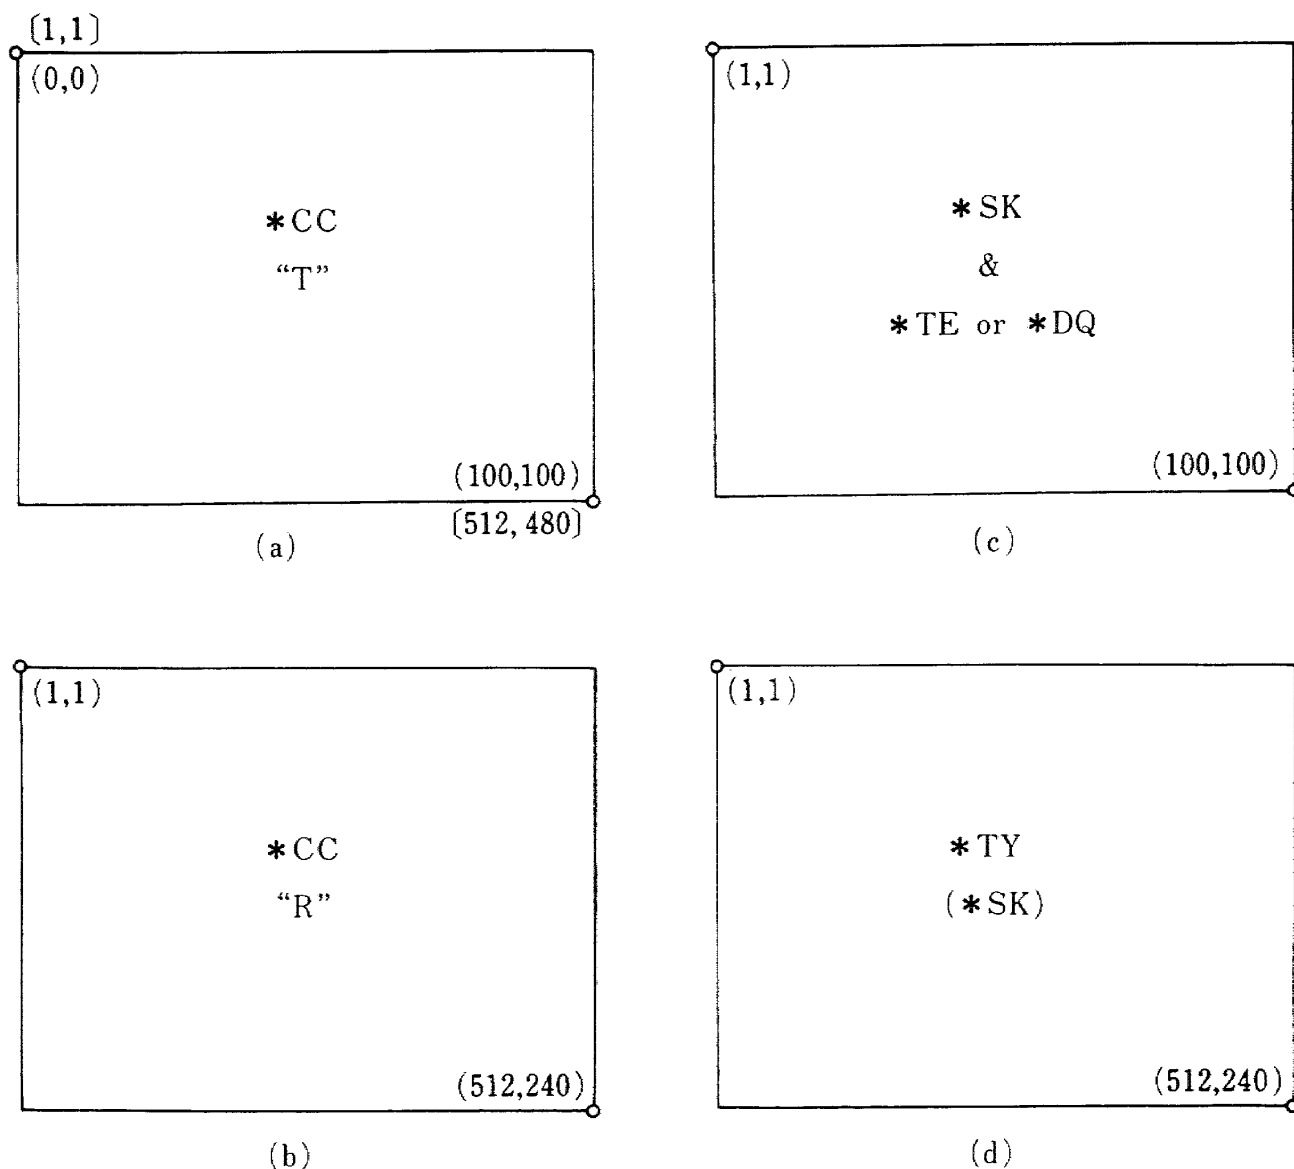 [1,1]
(0,0)
*CC
“T”
(100,100)
[512,480]
(a)
(1,1)
*SK
&
*TE or *DQ
(100,100)
(c)
(1,1)
*CC
“R”
(512,240)
(b)
(1,1)
*TY
(*SK)
(512,240)
(d)